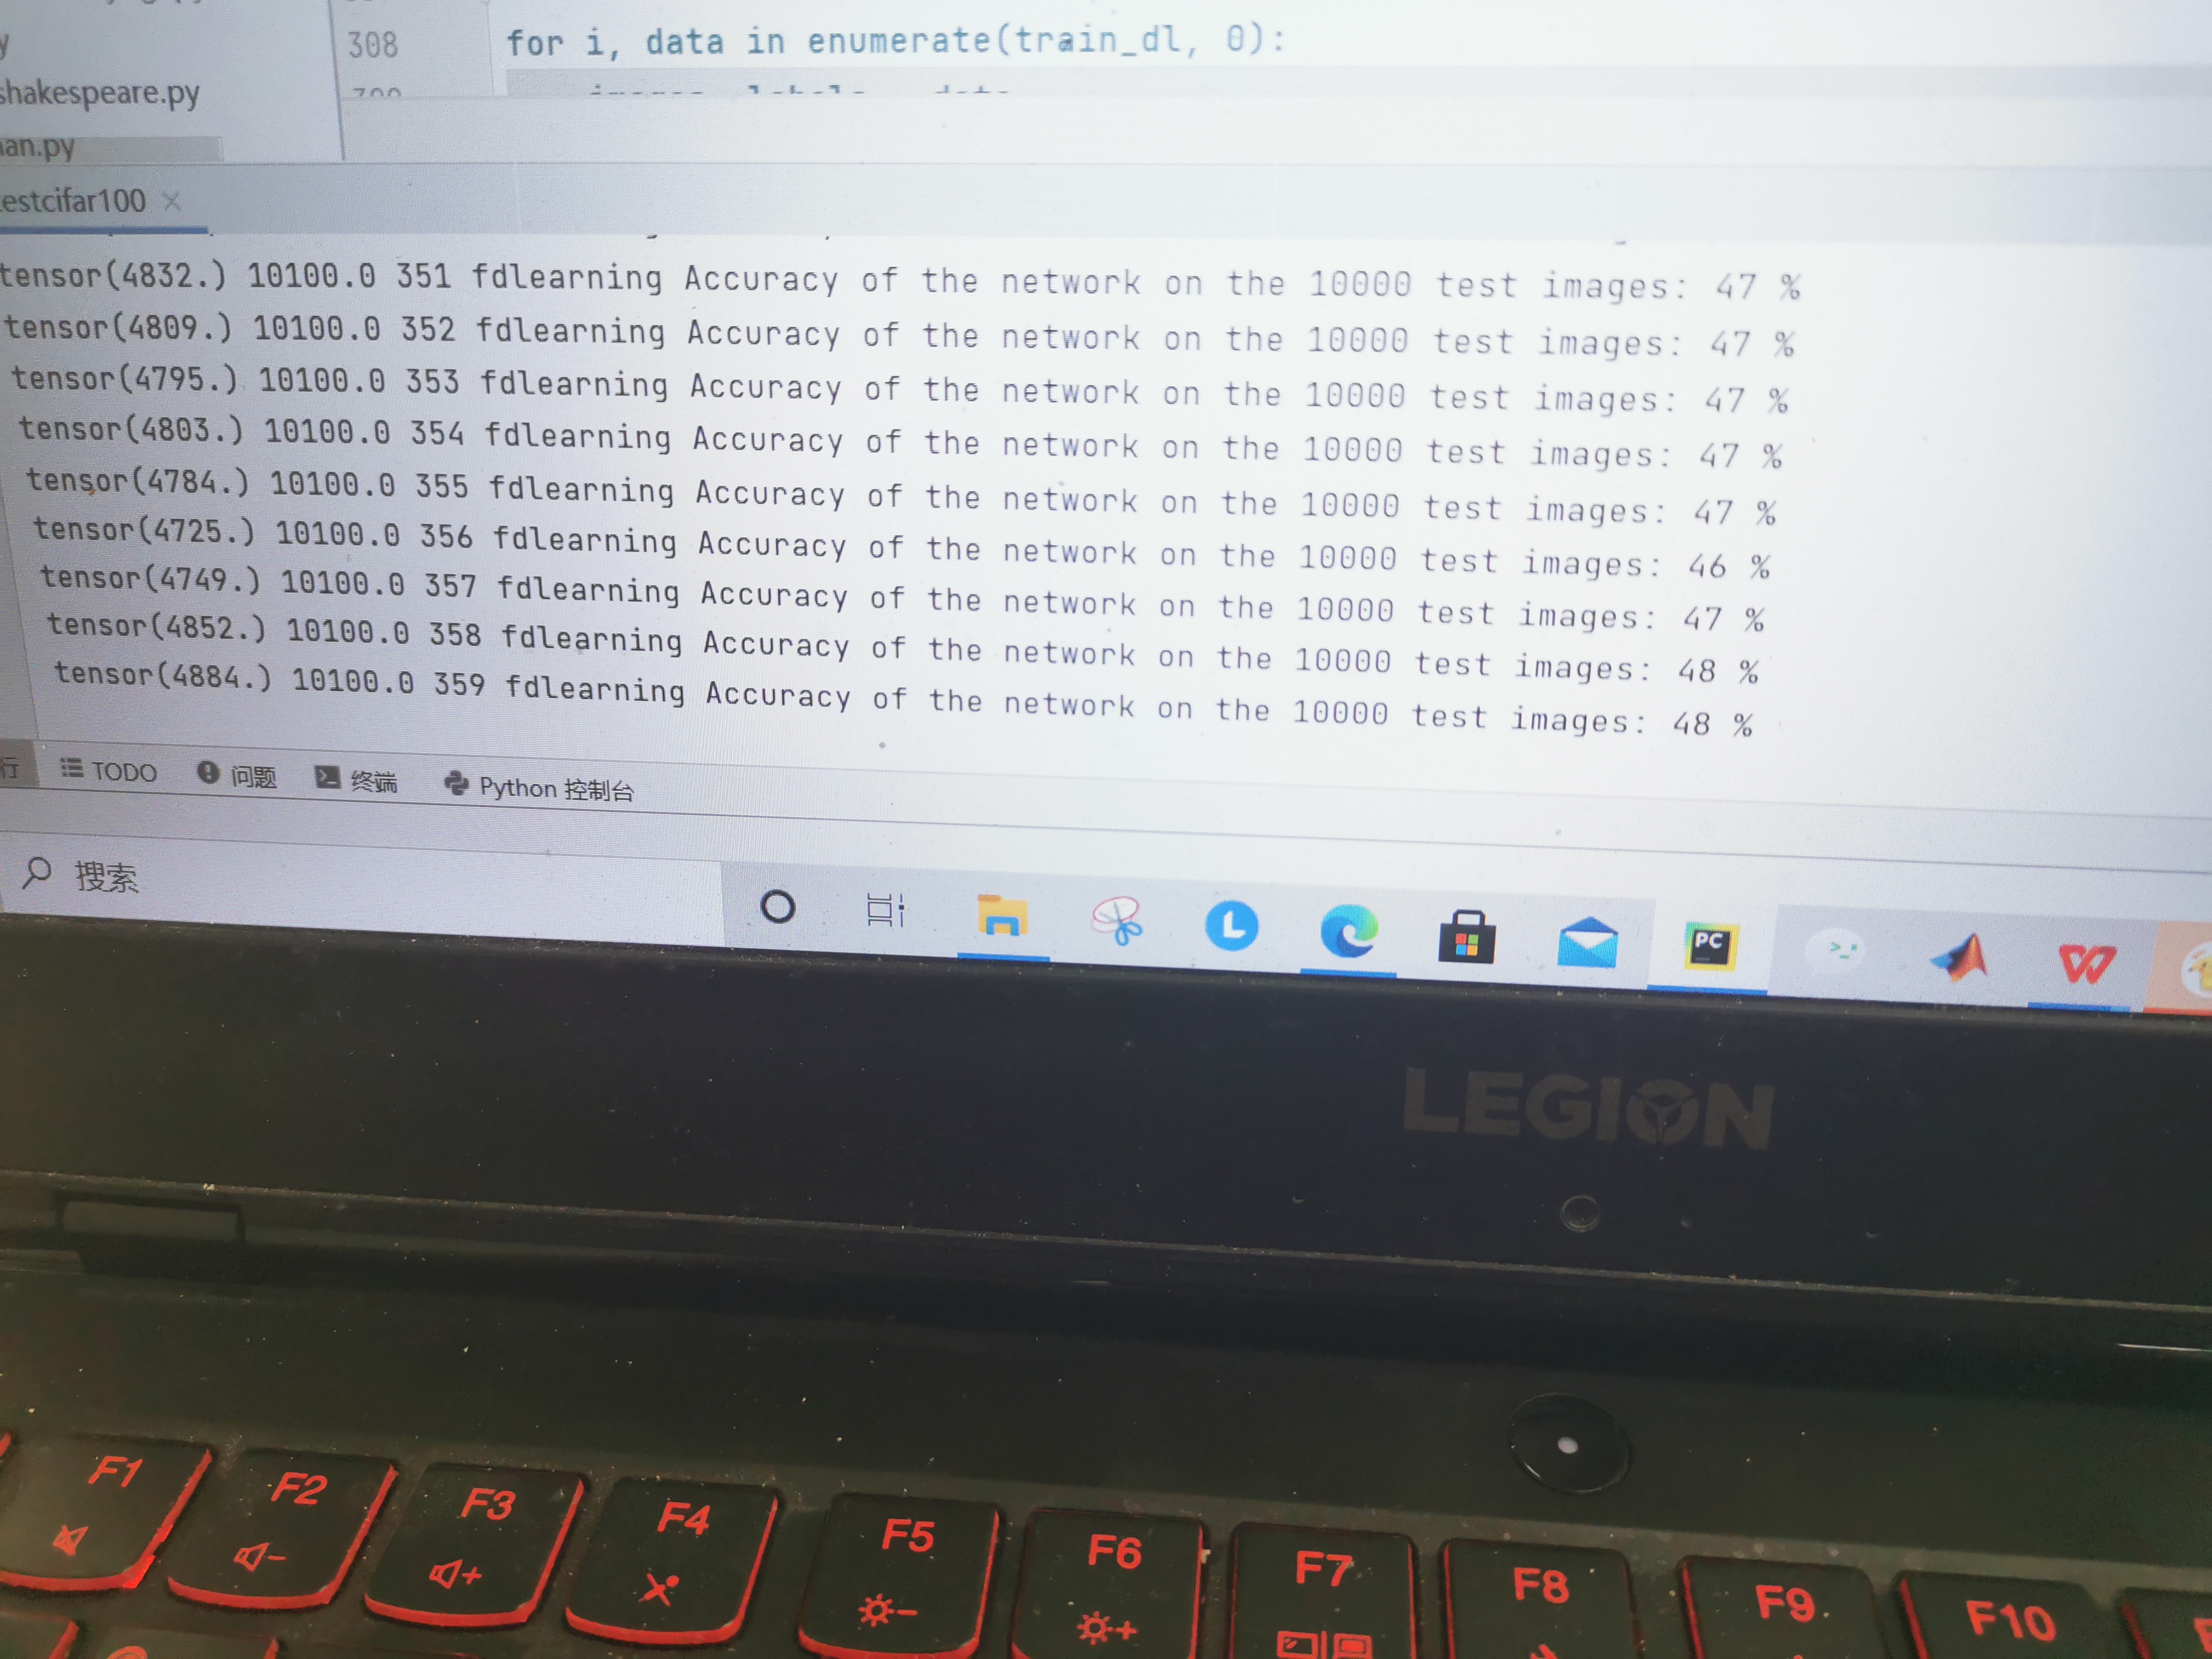 308 for i, data in enumerate(train_dl, 0):
shakespeare.py
an.py
estcifar100 ×
tensor(4832.) 10100.0 351 fdlearning Accuracy of the network on the 10000 test images: 47 %
tensor(4809.) 10100.0 352 fdlearning Accuracy of the network on the 10000 test images: 47 %
tensor(4795.) 10100.0 353 fdlearning Accuracy of the network on the 10000 test images: 47 %
tensor(4803.) 10100.0 354 fdlearning Accuracy of the network on the 10000 test images: 47 %
tensor(4784.) 10100.0 355 fdlearning Accuracy of the network on the 10000 test images: 47 %
tensor(4725.) 10100.0 356 fdlearning Accuracy of the network on the 10000 test images: 46 %
tensor(4749.) 10100.0 357 fdlearning Accuracy of the network on the 10000 test images: 47 %
tensor(4852.) 10100.0 358 fdlearning Accuracy of the network on the 10000 test images: 48 %
tensor(4884.) 10100.0 359 fdlearning Accuracy of the network on the 10000 test images: 48 %
行 TODO 问题 终端 Python 控制台
搜索
PC
LEGION
F1 F2 F3 F4 F5 F6 F7 F8 F9 F10